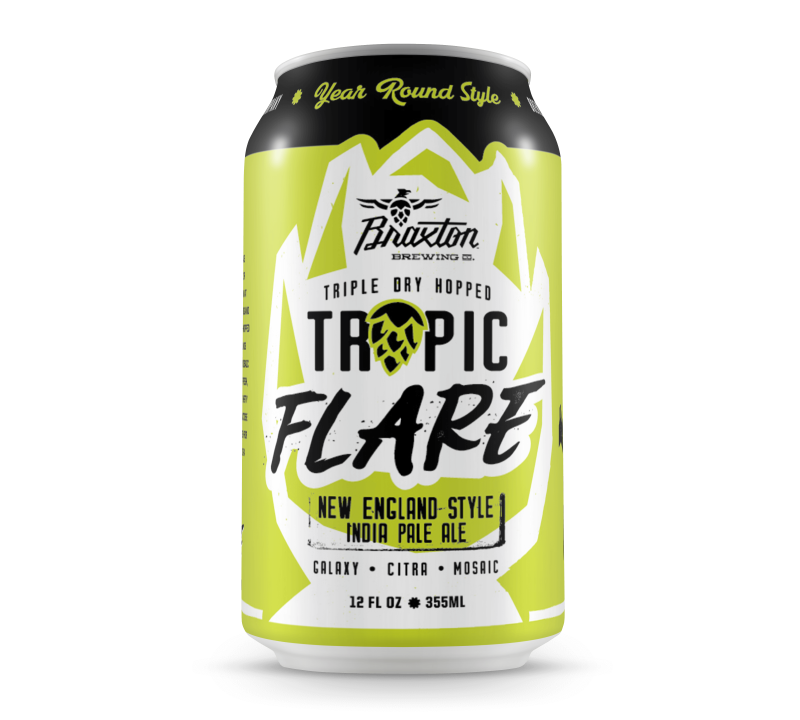 Year Round Style
Braxton
BREWING CO.
TRIPLE DRY HOPPED
TROPIC
FLARE
NEW ENGLAND-STYLE
INDIA PALE ALE
GALAXY • CITRA • MOSAIC
12 FL OZ ✹ 355ML